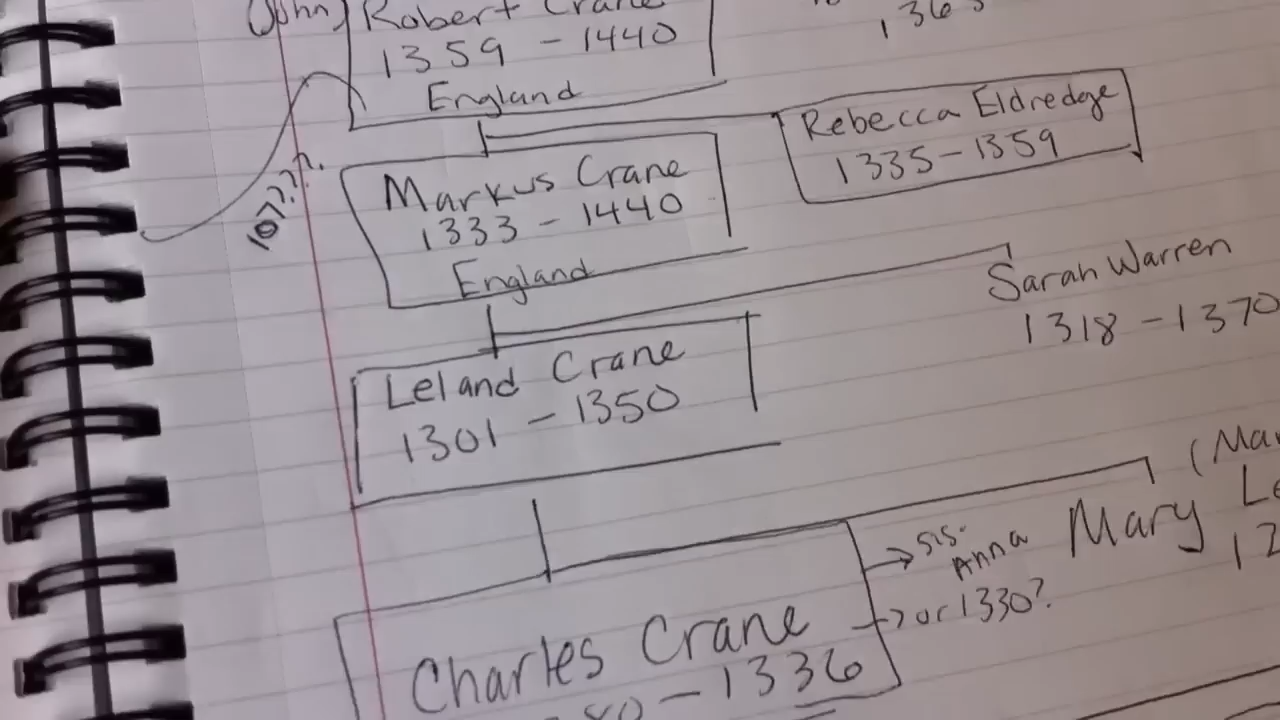 (John) Robert Crane
1359 - 1440
England
Rebecca Eldredge
1335 - 1359
Markus Crane
1333 - 1440
England
107???
Sarah Warren
1318 - 1370
Leland Crane
1301 - 1350
sis. Anna
or 1330?
Mary
Charles Crane
- 1336